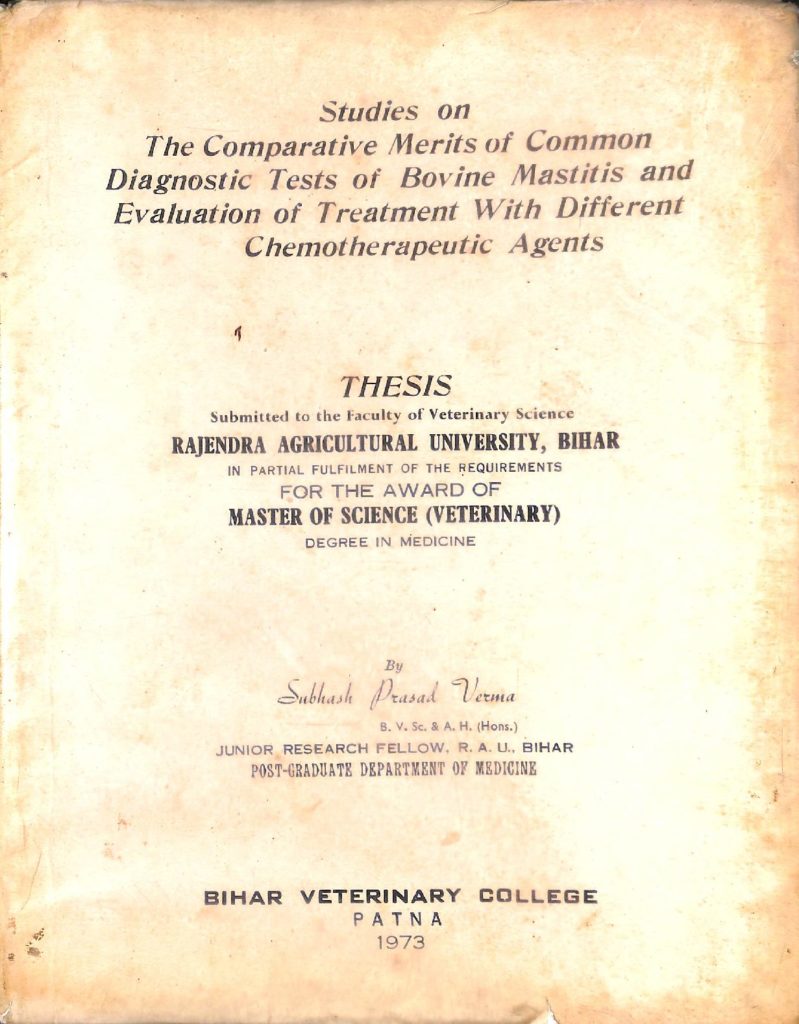 Studies on
The Comparative Merits of Common
Diagnostic Tests of Bovine Mastitis and
Evaluation of Treatment With Different
Chemotherapeutic Agents
THESIS
Submitted to the Faculty of Veterinary Science
RAJENDRA AGRICULTURAL UNIVERSITY, BIHAR
IN PARTIAL FULFILMENT OF THE REQUIREMENTS
FOR THE AWARD OF
MASTER OF SCIENCE (VETERINARY)
DEGREE IN MEDICINE
By
Subhash Prasad Verma
B. V. Sc. & A. H. (Hons.)
JUNIOR RESEARCH FELLOW, R. A. U., BIHAR
POST-GRADUATE DEPARTMENT OF MEDICINE
BIHAR VETERINARY COLLEGE
PATNA
1973